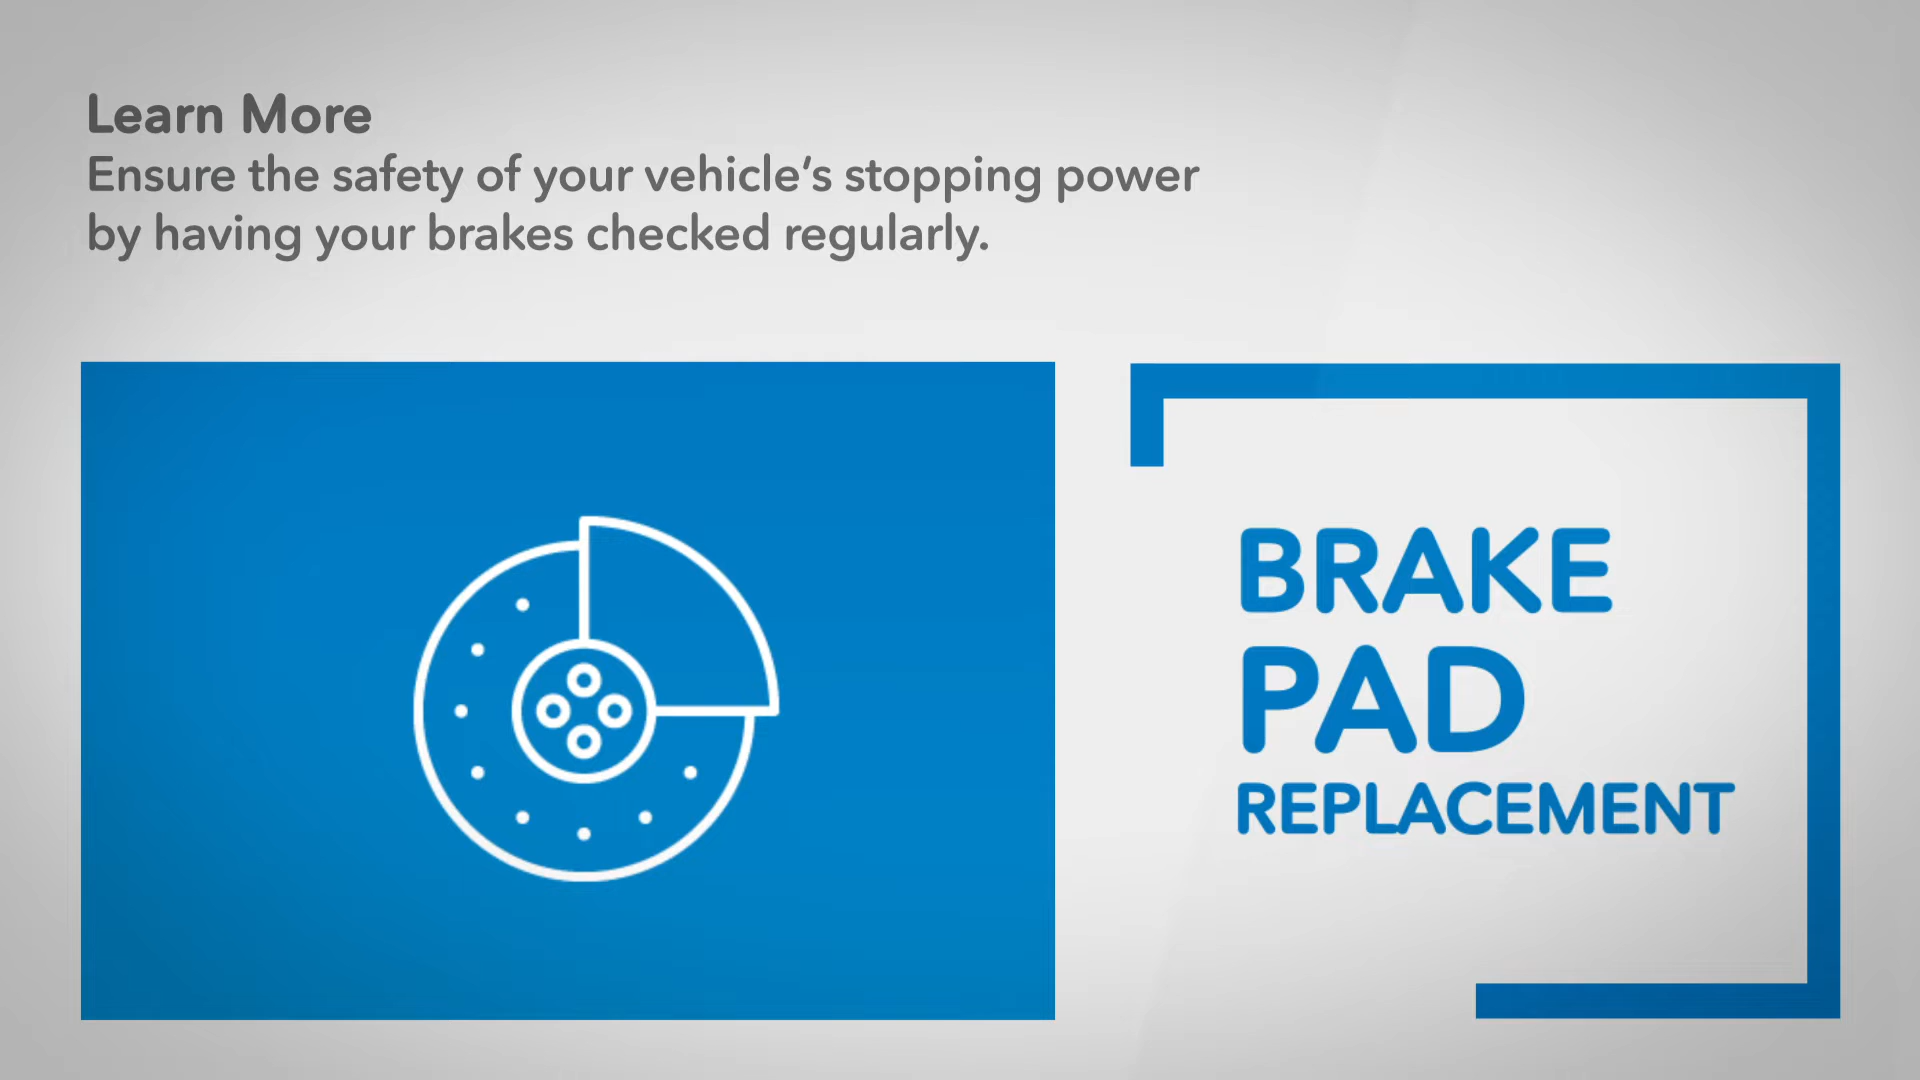 Learn More
Ensure the safety of your vehicle’s stopping power
by having your brakes checked regularly.
BRAKE
PAD
REPLACEMENT